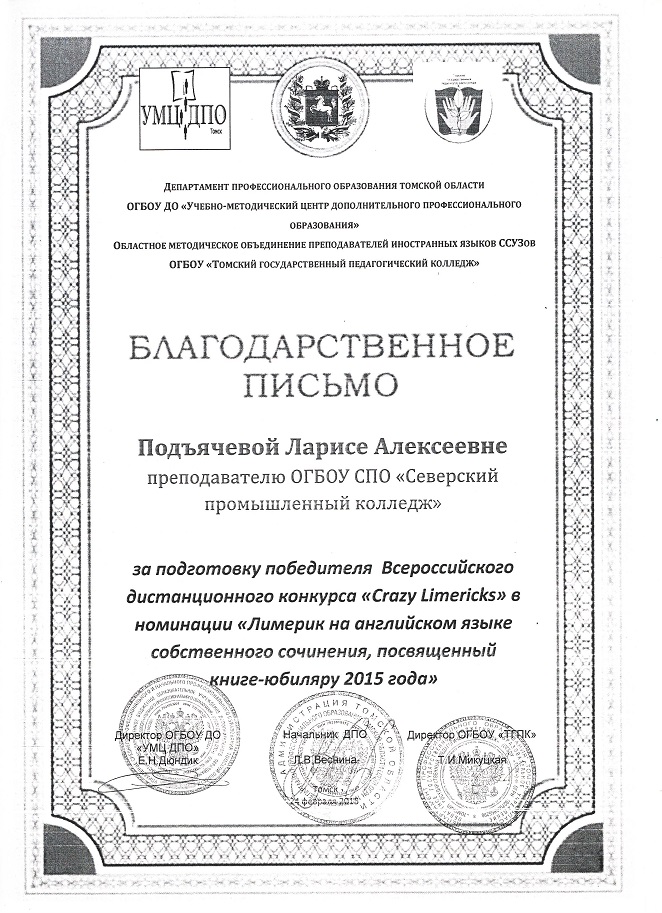 УМЦ ДПО
Томск
Департамент профессионального образования томской области
ОГБОУ ДО «Учебно-методический центр дополнительного профессионального
образования»
Областное методическое объединение преподавателей иностранных языков ССУЗов
ОГБОУ «Томский государственный педагогический колледж»
БЛАГОДАРСТВЕННОЕ
ПИСЬМО
Подъячевой Ларисе Алексеевне
преподавателю ОГБОУ СПО «Северский
промышленный колледж»
за подготовку победителя Всероссийского
дистанционного конкурса «Crazy Limericks» в
номинации «Лимерик на английском языке
собственного сочинения, посвященный
книге-юбиляру 2015 года»
Директор ОГБОУ ДО
«УМЦ ДПО»
Е.Н.Дюндик
Начальник ДПО
Л.В.Веснина
Томск
24 февраля 2015
Директор ОГБОУ «ТГПК»
Т.И.Микуцкая
АДМИНИСТРАЦИЯ ТОМСКОЙ ОБЛАСТИ